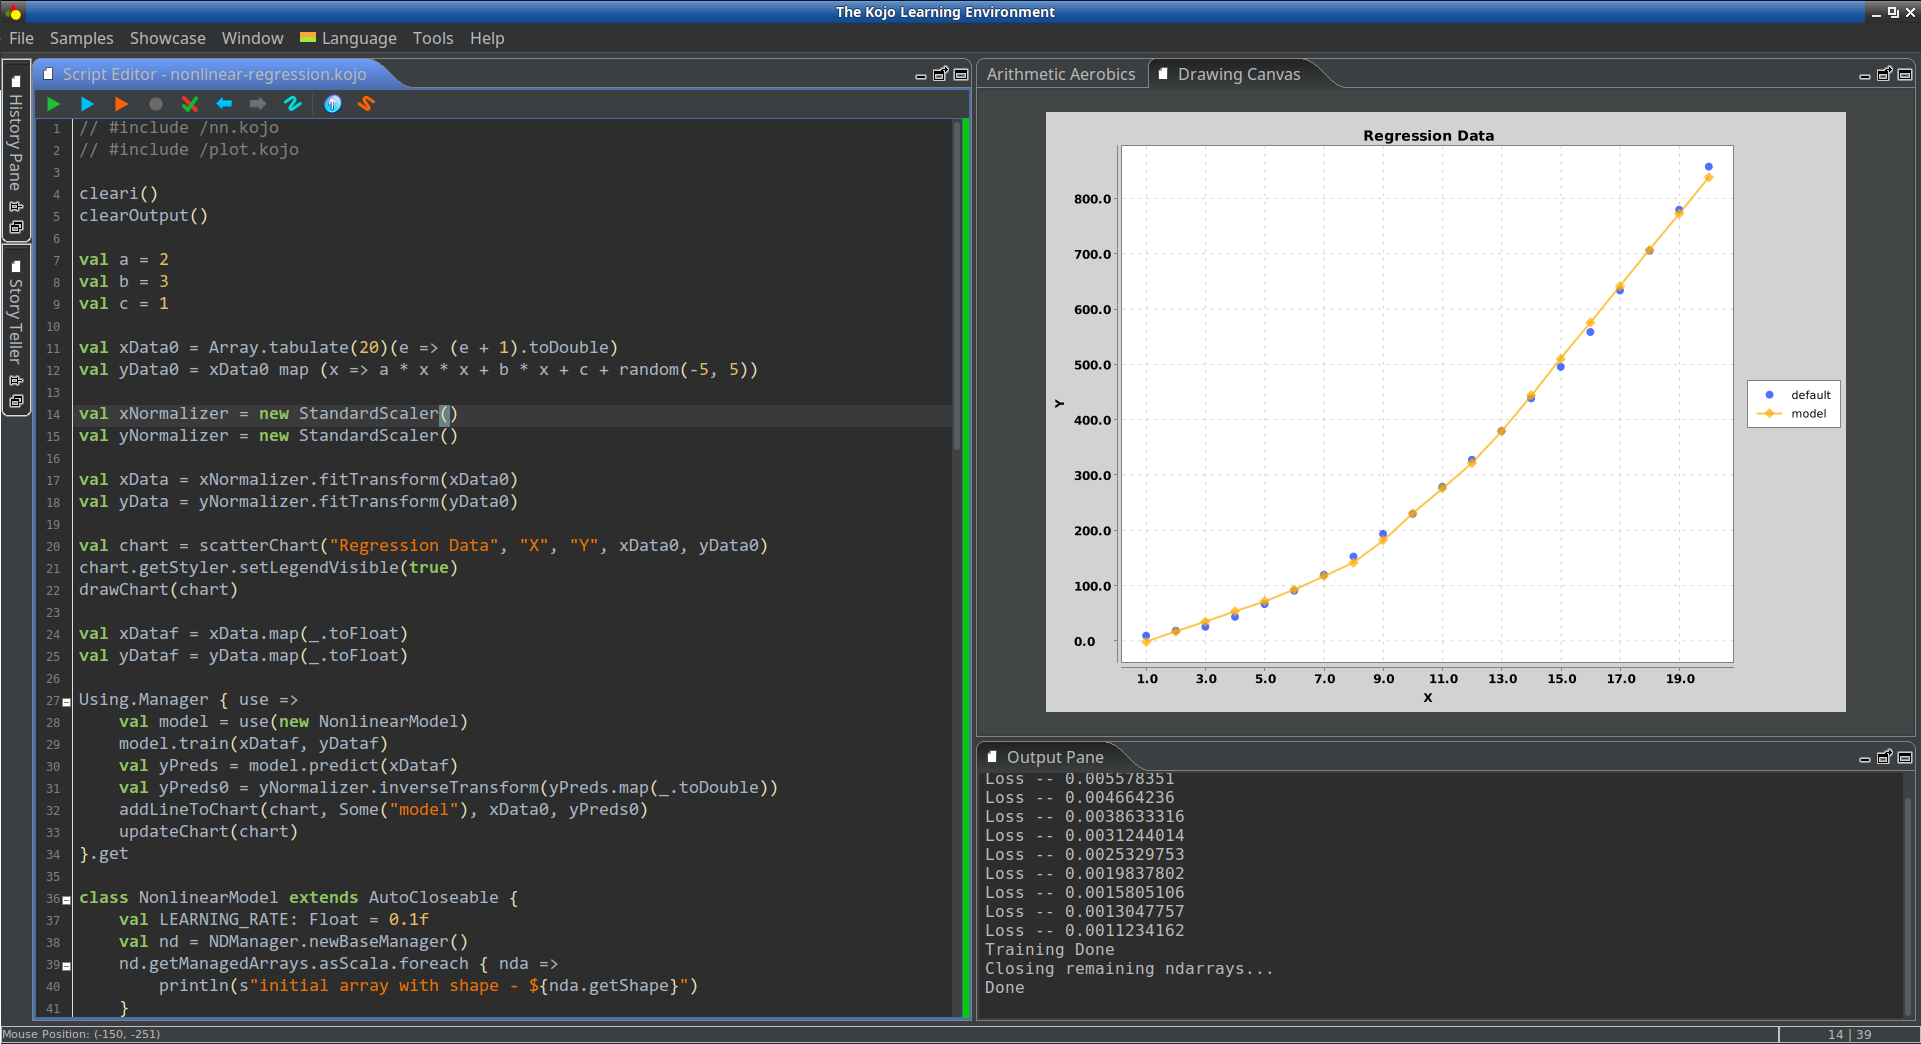 The Kojo Learning Environment
File Samples Showcase Window Language Tools Help
History Pane
Story Teller
Script Editor - nonlinear-regression.kojo
1 // #include /nn.kojo
2 // #include /plot.kojo
3
4 cleari()
5 clearOutput()
6
7 val a = 2
8 val b = 3
9 val c = 1
10
11 val xData0 = Array.tabulate(20)(e => (e + 1).toDouble)
12 val yData0 = xData0 map (x => a * x * x + b * x + c + random(-5, 5))
13
14 val xNormalizer = new StandardScaler()
15 val yNormalizer = new StandardScaler()
16
17 val xData = xNormalizer.fitTransform(xData0)
18 val yData = yNormalizer.fitTransform(yData0)
19
20 val chart = scatterChart("Regression Data", "X", "Y", xData0, yData0)
21 chart.getStyler.setLegendVisible(true)
22 drawChart(chart)
23
24 val xDataf = xData.map(_.toFloat)
25 val yDataf = yData.map(_.toFloat)
26
27 Using.Manager { use =>
28     val model = use(new NonlinearModel)
29     model.train(xDataf, yDataf)
30     val yPreds = model.predict(xDataf)
31     val yPreds0 = yNormalizer.inverseTransform(yPreds.map(_.toDouble))
32     addLineToChart(chart, Some("model"), xData0, yPreds0)
33     updateChart(chart)
34 }.get
35
36 class NonlinearModel extends AutoCloseable {
37     val LEARNING_RATE: Float = 0.1f
38     val nd = NDManager.newBaseManager()
39     nd.getManagedArrays.asScala.foreach { nda =>
40         println(s"initial array with shape - ${nda.getShape}")
41     }
Arithmetic Aerobics
Drawing Canvas
Regression Data
800.0
700.0
600.0
500.0
400.0
300.0
200.0
100.0
0.0
Y
1.0 3.0 5.0 7.0 9.0 11.0 13.0 15.0 17.0 19.0
X
default
model
Output Pane
Loss -- 0.005578351
Loss -- 0.004664236
Loss -- 0.0038633316
Loss -- 0.0031244014
Loss -- 0.0025329753
Loss -- 0.0019837802
Loss -- 0.0015805106
Loss -- 0.0013047757
Loss -- 0.0011234162
Training Done
Closing remaining ndarrays...
Done
Mouse Position: (-150, -251)
14 | 39